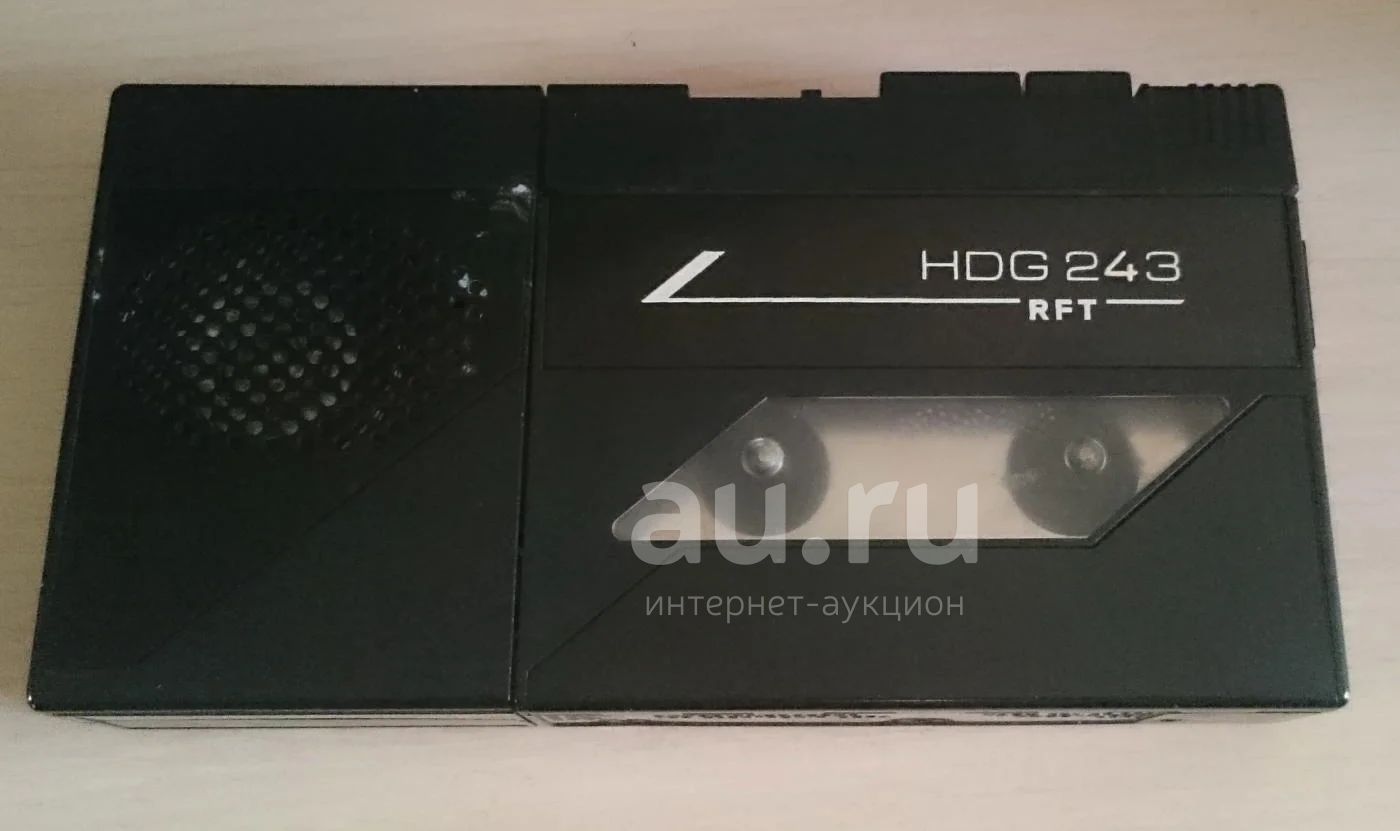 HDG 243
RFT
au.ru
интернет-аукцион